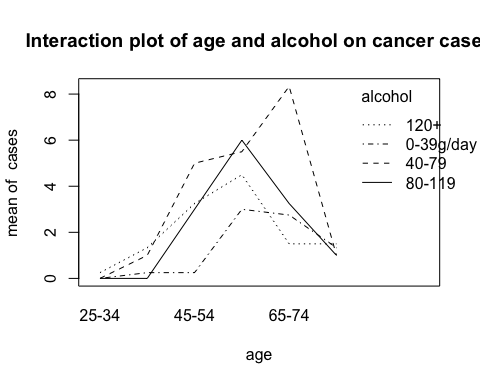 Interaction plot of age and alcohol on cancer case
alcohol
120+
0-39g/day
40-79
80-119
8
6
4
2
0
mean of cases
25-34 45-54 65-74
age